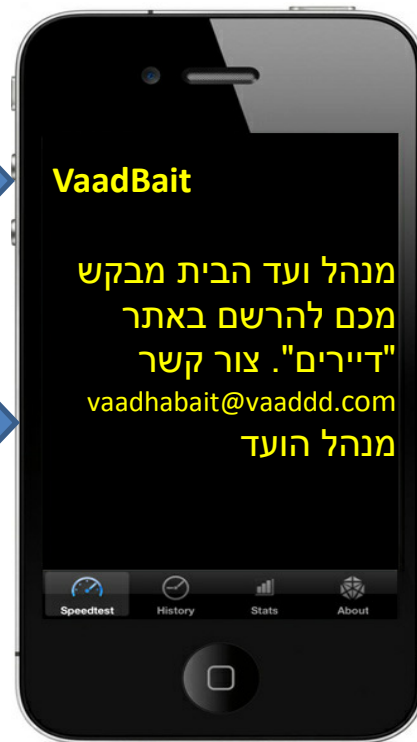 VaadBait
מנהל ועד הבית מבקש
מכם להרשם באתר
"דיירים". צור קשר
vaadhabait@vaaddd.com
מנהל הועד
Speedtest History Stats About